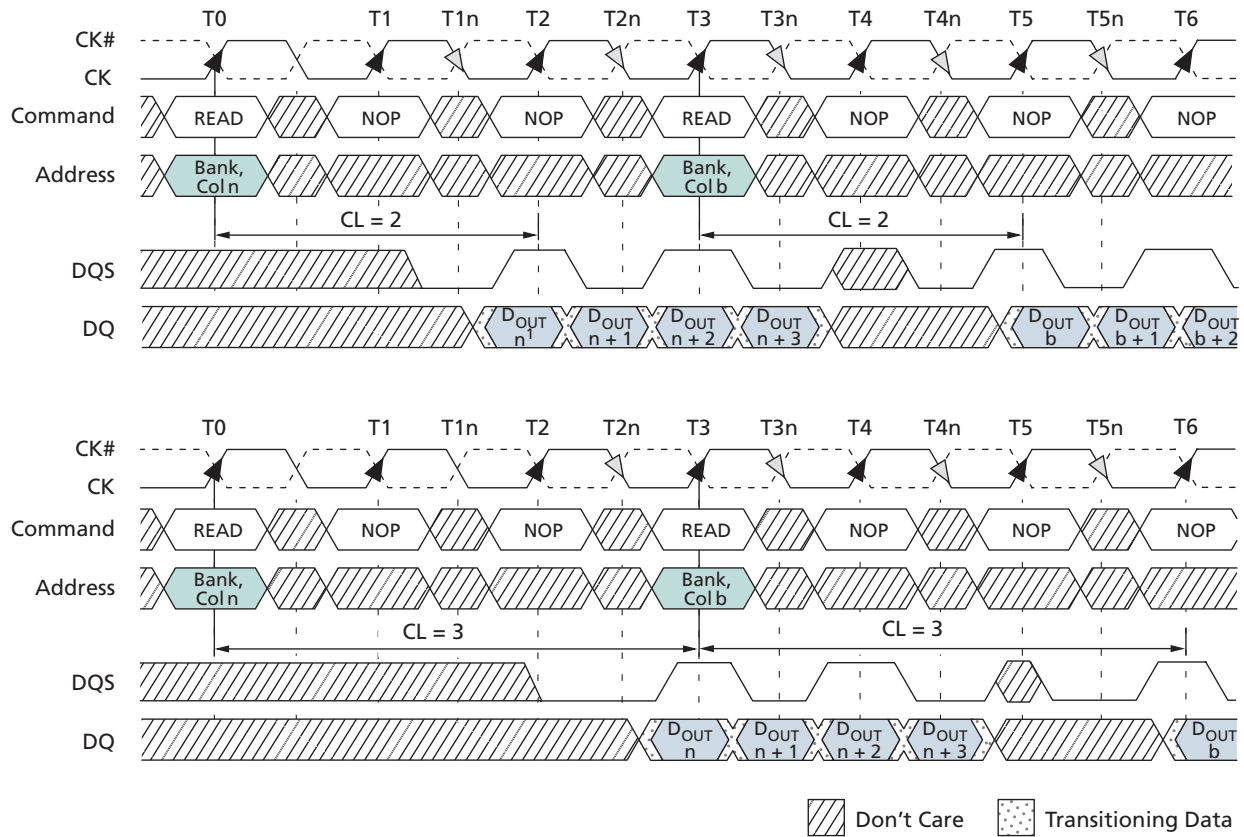 T0 T1 T1n T2 T2n T3 T3n T4 T4n T5 T5n T6
CK#
CK
Command READ NOP NOP READ NOP NOP NOP
Address Bank, Col n Bank, Col b
CL = 2 CL = 2
DQS
DQ DOUT n1 DOUT n + 1 DOUT n + 2 DOUT n + 3 DOUT b DOUT b + 1 DOUT b + 2
T0 T1 T1n T2 T2n T3 T3n T4 T4n T5 T5n T6
CK#
CK
Command READ NOP NOP READ NOP NOP NOP
Address Bank, Col n Bank, Col b
CL = 3 CL = 3
DQS
DQ DOUT n DOUT n + 1 DOUT n + 2 DOUT n + 3 DOUT b
Don't Care Transitioning Data